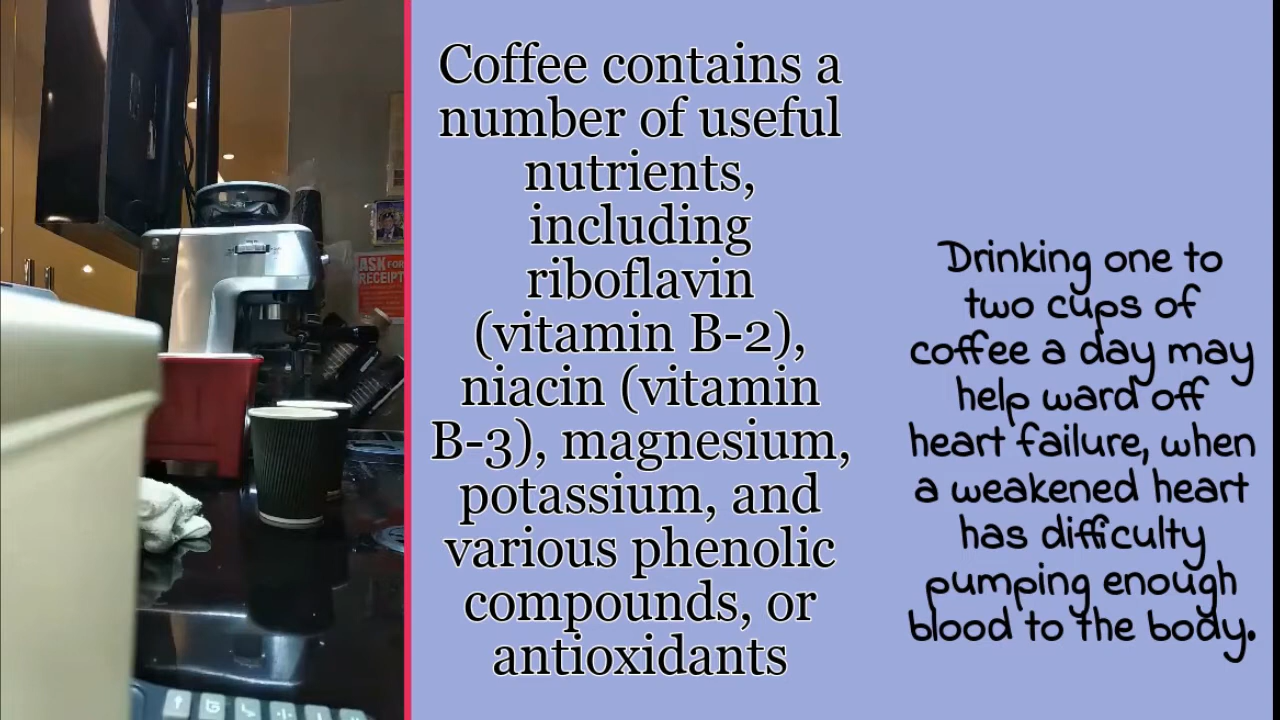 ASK FOR
RECEIPT
Coffee contains a
number of useful
nutrients,
including
riboflavin
(vitamin B-2),
niacin (vitamin
B-3), magnesium,
potassium, and
various phenolic
compounds, or
antioxidants
Drinking one to
two cups of
coffee a day may
help ward off
heart failure, when
a weakened heart
has difficulty
pumping enough
blood to the body.